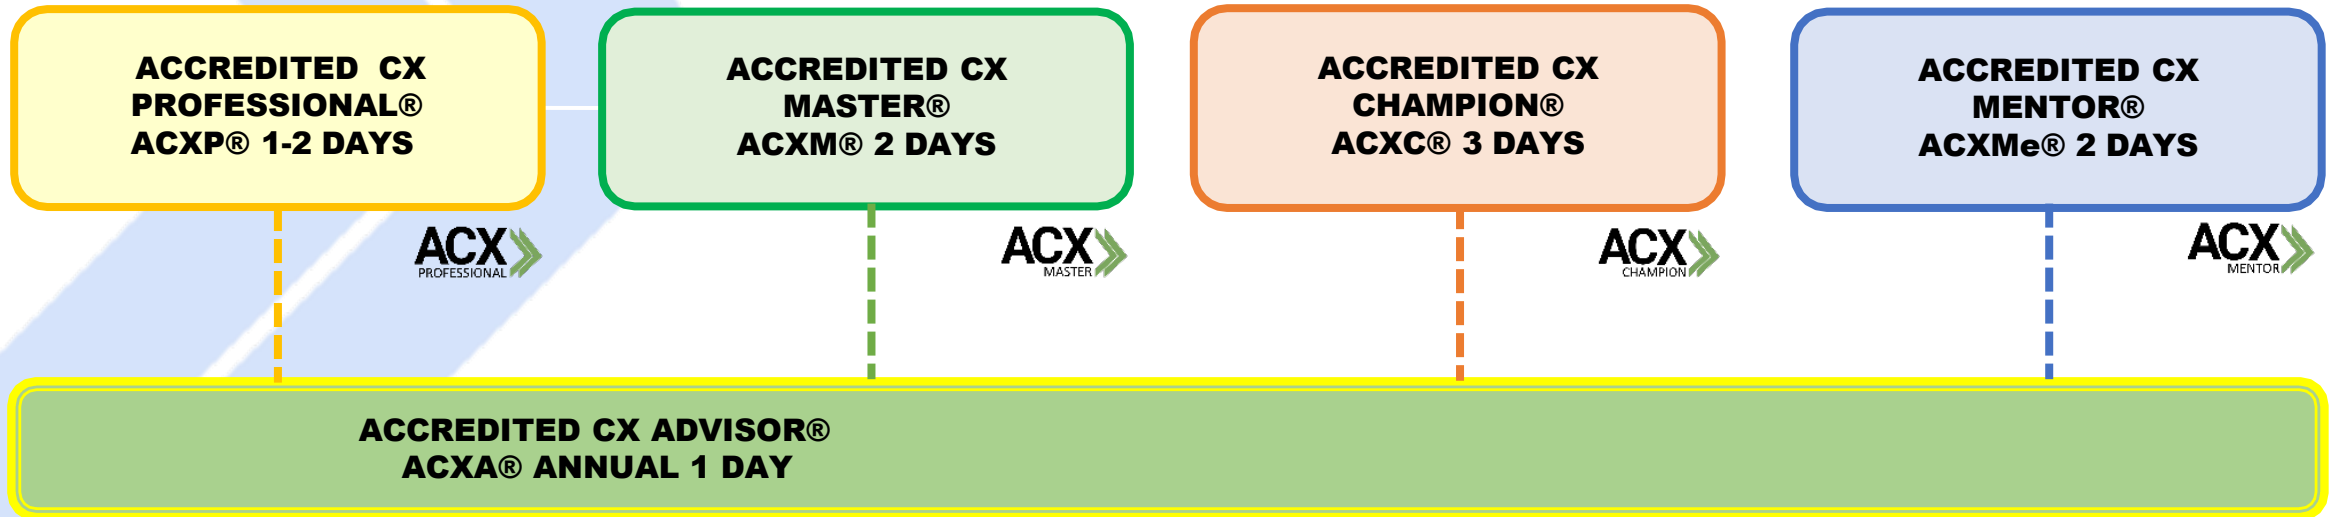 ACCREDITED CX
PROFESSIONAL®
ACXP® 1-2 DAYS
ACCREDITED CX
MASTER®
ACXM® 2 DAYS
ACCREDITED CX
CHAMPION®
ACXC® 3 DAYS
ACCREDITED CX
MENTOR®
ACXMe® 2 DAYS
ACX
PROFESSIONAL
ACX
MASTER
ACX
CHAMPION
ACX
MENTOR
ACCREDITED CX ADVISOR®
ACXA® ANNUAL 1 DAY